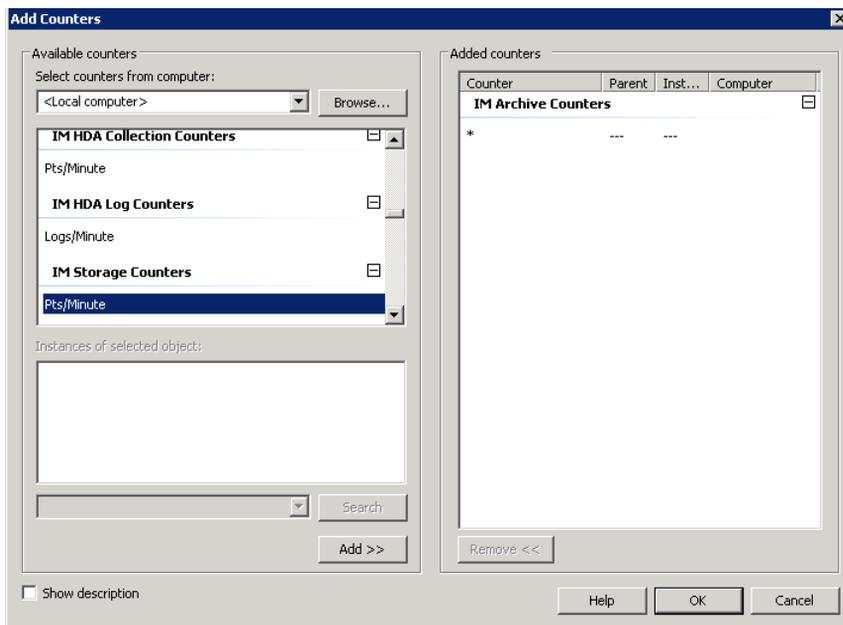 Add Counters
Available counters
Select counters from computer:
<Local computer>
Browse...
IM HDA Collection Counters
Pts/Minute
IM HDA Log Counters
Logs/Minute
IM Storage Counters
Pts/Minute
Instances of selected object:
Search
Add >>
Show description
Added counters
Counter Parent Inst... Computer
IM Archive Counters
* --- ---
Remove <<
Help OK Cancel